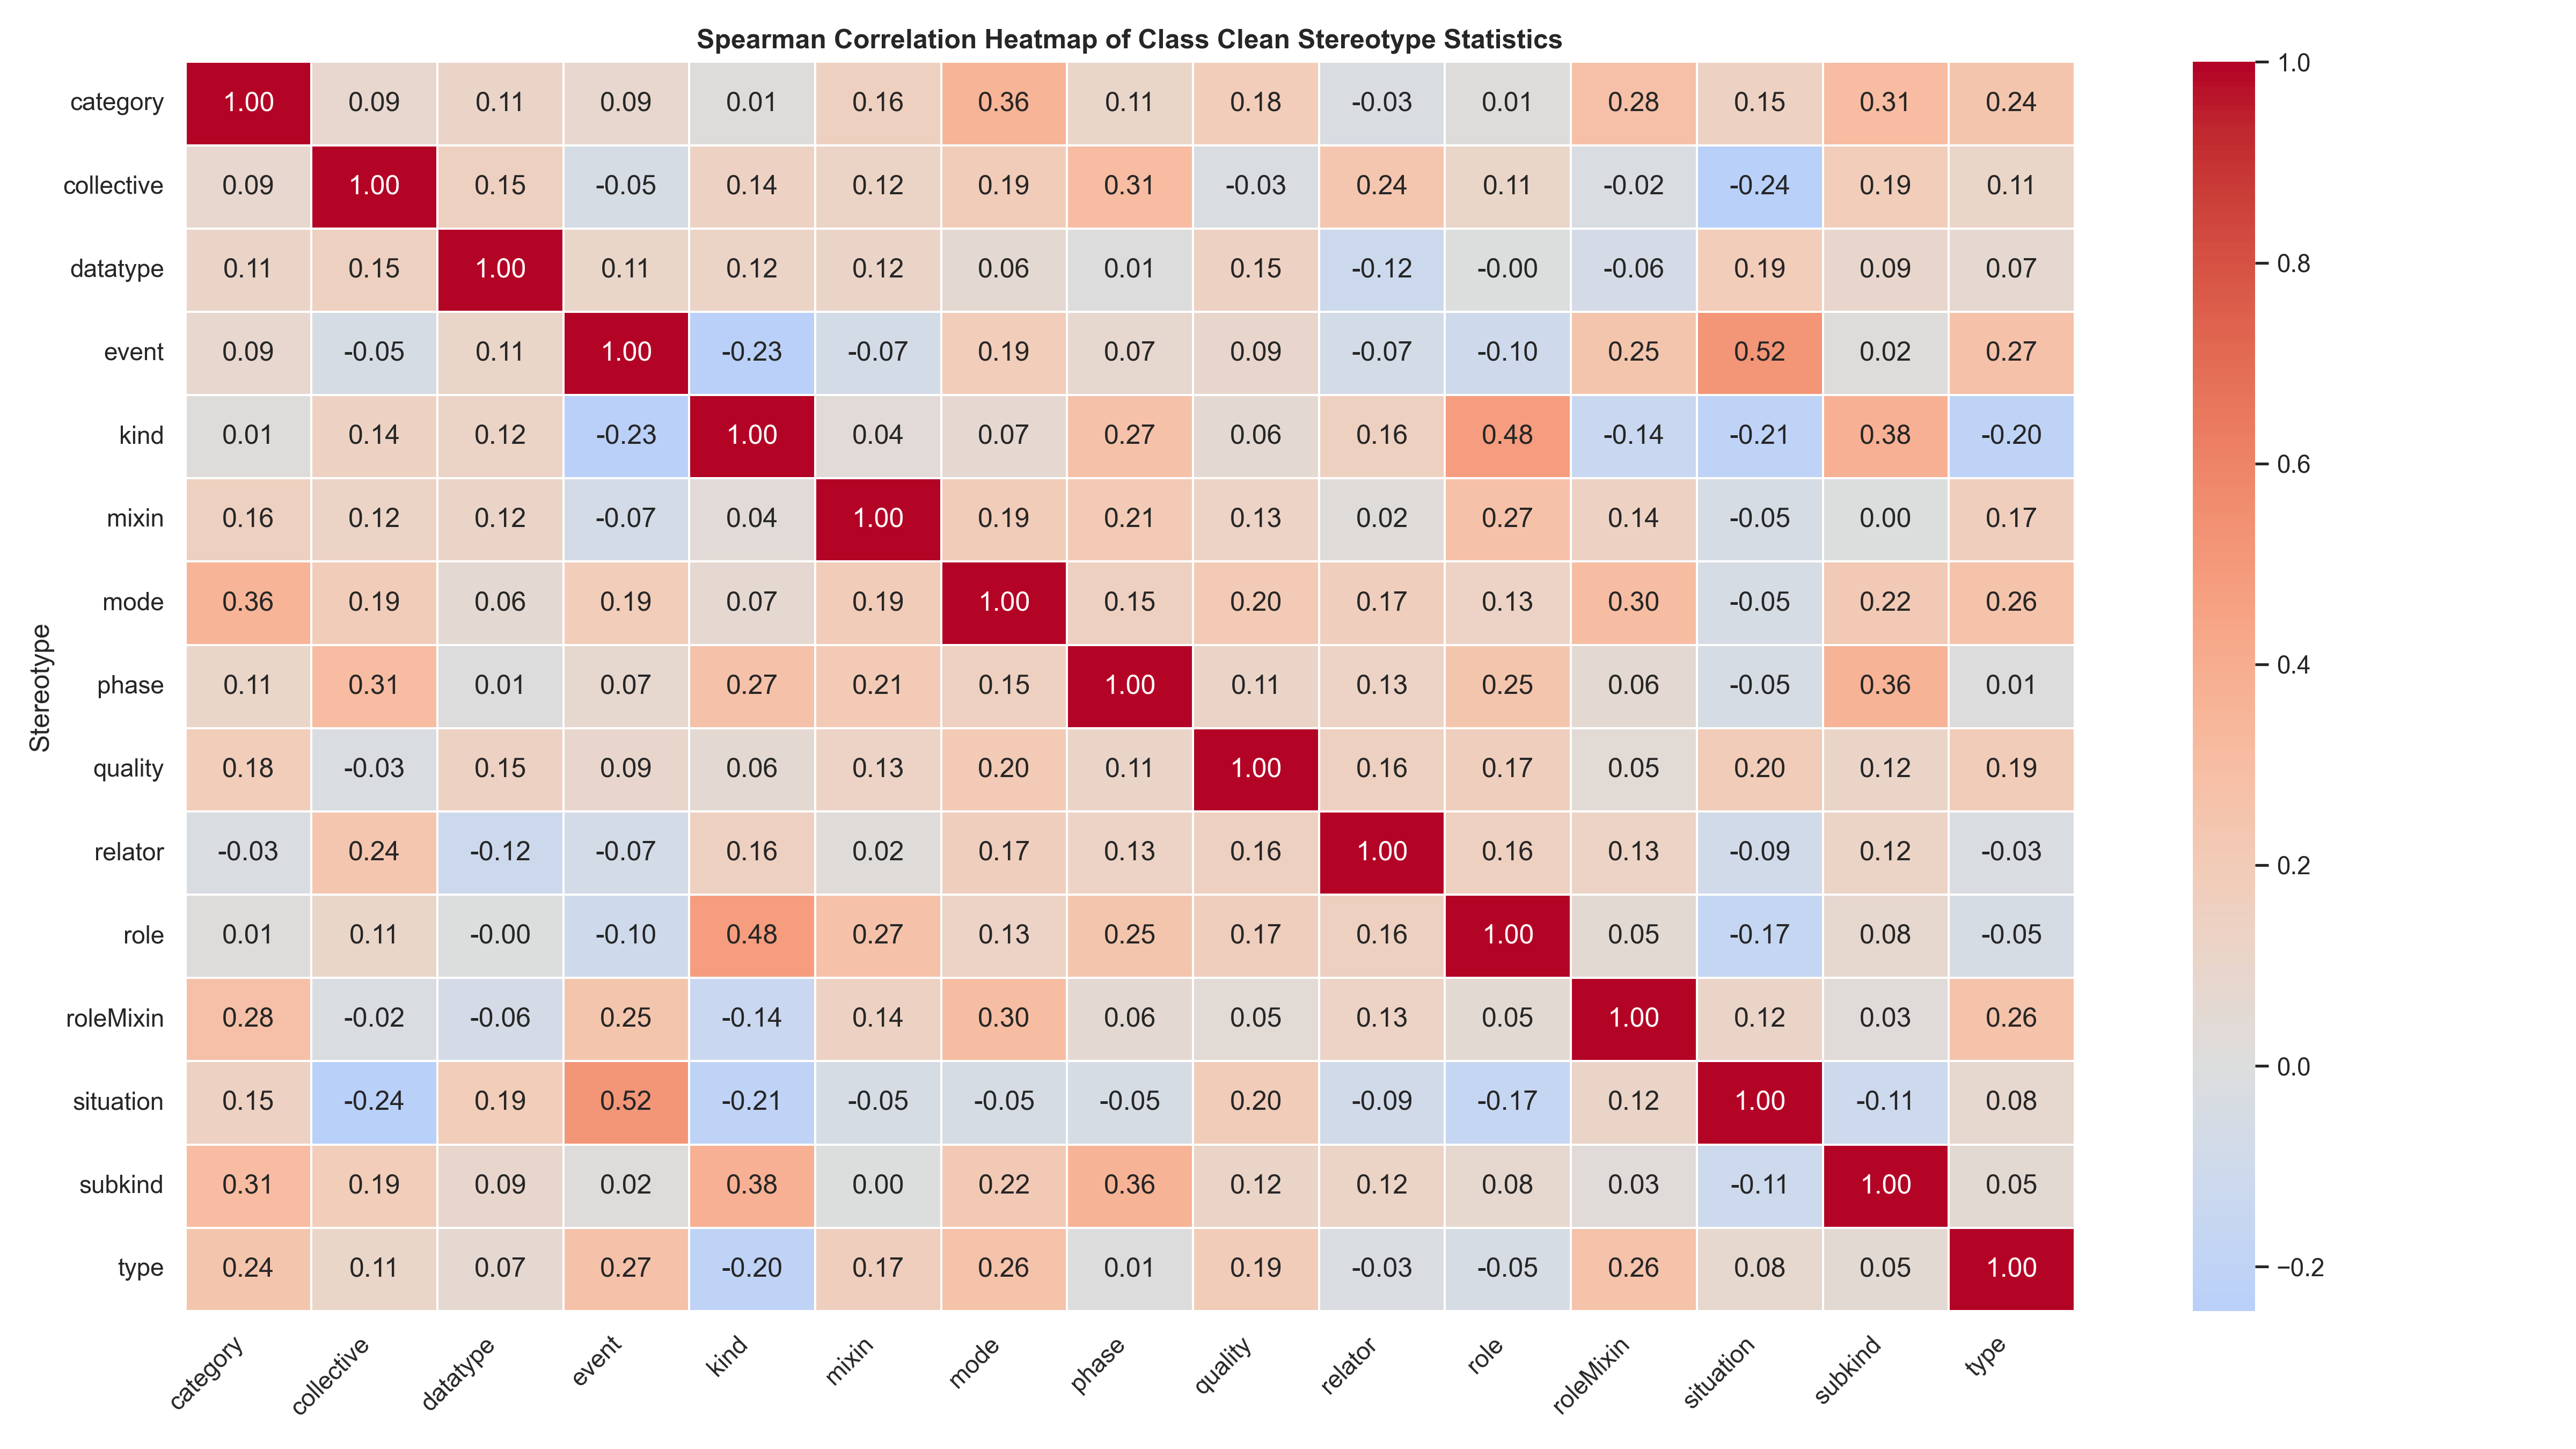 Spearman Correlation Heatmap of Class Clean Stereotype Statistics
Stereotype
category 1.00 0.09 0.11 0.09 0.01 0.16 0.36 0.11 0.18 -0.03 0.01 0.28 0.15 0.31 0.24
collective 0.09 1.00 0.15 -0.05 0.14 0.12 0.19 0.31 -0.03 0.24 0.11 -0.02 -0.24 0.19 0.11
datatype 0.11 0.15 1.00 0.11 0.12 0.12 0.06 0.01 0.15 -0.12 -0.00 -0.06 0.19 0.09 0.07
event 0.09 -0.05 0.11 1.00 -0.23 -0.07 0.19 0.07 0.09 -0.07 -0.10 0.25 0.52 0.02 0.27
kind 0.01 0.14 0.12 -0.23 1.00 0.04 0.07 0.27 0.06 0.16 0.48 -0.14 -0.21 0.38 -0.20
mixin 0.16 0.12 0.12 -0.07 0.04 1.00 0.19 0.21 0.13 0.02 0.27 0.14 -0.05 0.00 0.17
mode 0.36 0.19 0.06 0.19 0.07 0.19 1.00 0.15 0.20 0.17 0.13 0.30 -0.05 0.22 0.26
phase 0.11 0.31 0.01 0.07 0.27 0.21 0.15 1.00 0.11 0.13 0.25 0.06 -0.05 0.36 0.01
quality 0.18 -0.03 0.15 0.09 0.06 0.13 0.20 0.11 1.00 0.16 0.17 0.05 0.20 0.12 0.19
relator -0.03 0.24 -0.12 -0.07 0.16 0.02 0.17 0.13 0.16 1.00 0.16 0.13 -0.09 0.12 -0.03
role 0.01 0.11 -0.00 -0.10 0.48 0.27 0.13 0.25 0.17 0.16 1.00 0.05 -0.17 0.08 -0.05
roleMixin 0.28 -0.02 -0.06 0.25 -0.14 0.14 0.30 0.06 0.05 0.13 0.05 1.00 0.12 0.03 0.26
situation 0.15 -0.24 0.19 0.52 -0.21 -0.05 -0.05 -0.05 0.20 -0.09 -0.17 0.12 1.00 -0.11 0.08
subkind 0.31 0.19 0.09 0.02 0.38 0.00 0.22 0.36 0.12 0.12 0.08 0.03 -0.11 1.00 0.05
type 0.24 0.11 0.07 0.27 -0.20 0.17 0.26 0.01 0.19 -0.03 -0.05 0.26 0.08 0.05 1.00
category collective datatype event kind mixin mode phase quality relator role roleMixin situation subkind type
1.0
0.8
0.6
0.4
0.2
0.0
−0.2